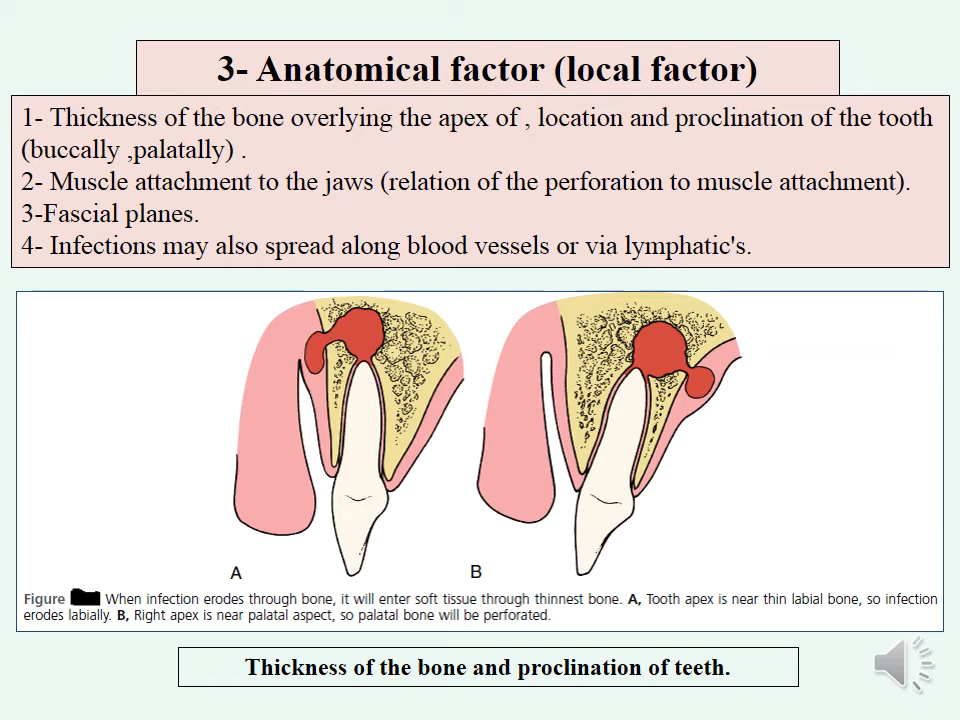 3- Anatomical factor (local factor)
1- Thickness of the bone overlying the apex of , location and proclination of the tooth
(buccally ,palatally) .
2- Muscle attachment to the jaws (relation of the perforation to muscle attachment).
3-Fascial planes.
4- Infections may also spread along blood vessels or via lymphatic's.
A
B
Figure When infection erodes through bone, it will enter soft tissue through thinnest bone. A, Tooth apex is near thin labial bone, so infection
erodes labially. B, Right apex is near palatal aspect, so palatal bone will be perforated.
Thickness of the bone and proclination of teeth.